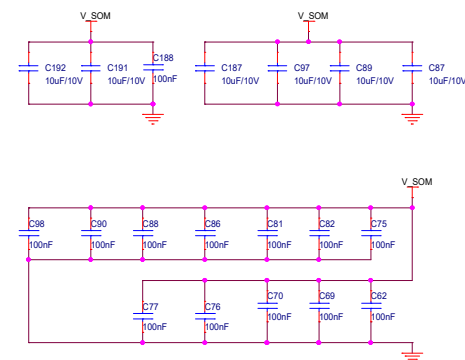 V_SOM V_SOM
C188
C192 C191 C187 C97 C89 C87
10uF/10V 10uF/10V 100nF 10uF/10V 10uF/10V 10uF/10V 10uF/10V
V_SOM
C98 C90 C88 C86 C81 C82 C75
100nF 100nF 100nF 100nF 100nF 100nF 100nF
C70 C69 C62
C77 C76
100nF 100nF 100nF
100nF 100nF